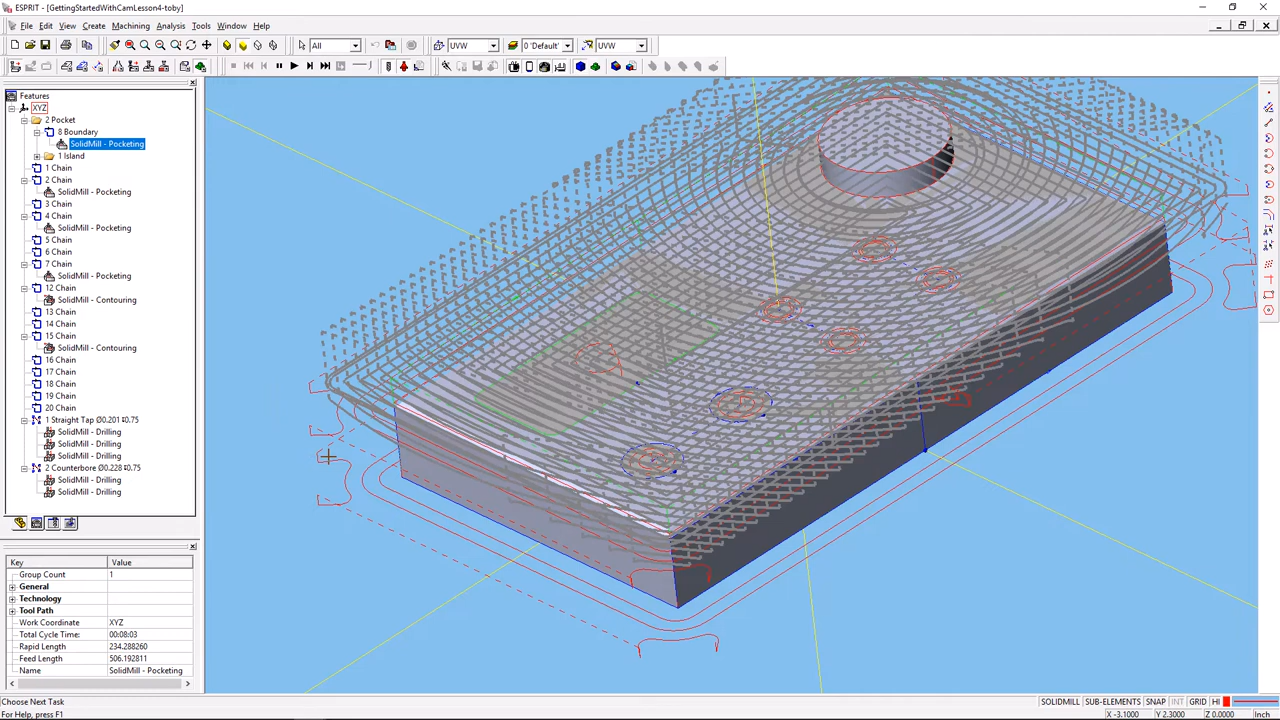 ESPRIT - [GettingStartedWithCamLesson4-toby]
File Edit View Create Machining Analysis Tools Window Help
All UVW 0 'Default' UVW
Features
XYZ
2 Pocket
8 Boundary
SolidMill - Pocketing
1 Island
1 Chain
2 Chain
SolidMill - Pocketing
3 Chain
4 Chain
SolidMill - Pocketing
5 Chain
6 Chain
7 Chain
SolidMill - Pocketing
12 Chain
SolidMill - Contouring
13 Chain
14 Chain
15 Chain
SolidMill - Contouring
16 Chain
17 Chain
18 Chain
19 Chain
20 Chain
1 Straight Tap Ø0.201 ↧0.75
SolidMill - Drilling
SolidMill - Drilling
SolidMill - Drilling
2 Counterbore Ø0.228 ↧0.75
SolidMill - Drilling
SolidMill - Drilling
Key Value
Group Count 1
General
Technology
Tool Path
Work Coordinate XYZ
Total Cycle Time: 00:08:03
Rapid Length 234.288260
Feed Length 506.192811
Name SolidMill - Pocketing
Choose Next Task SOLIDMILL SUB-ELEMENTS SNAP INT GRID HI
For Help, press F1 X -3.1000 Y 2.3000 Z 0.0000 Inch